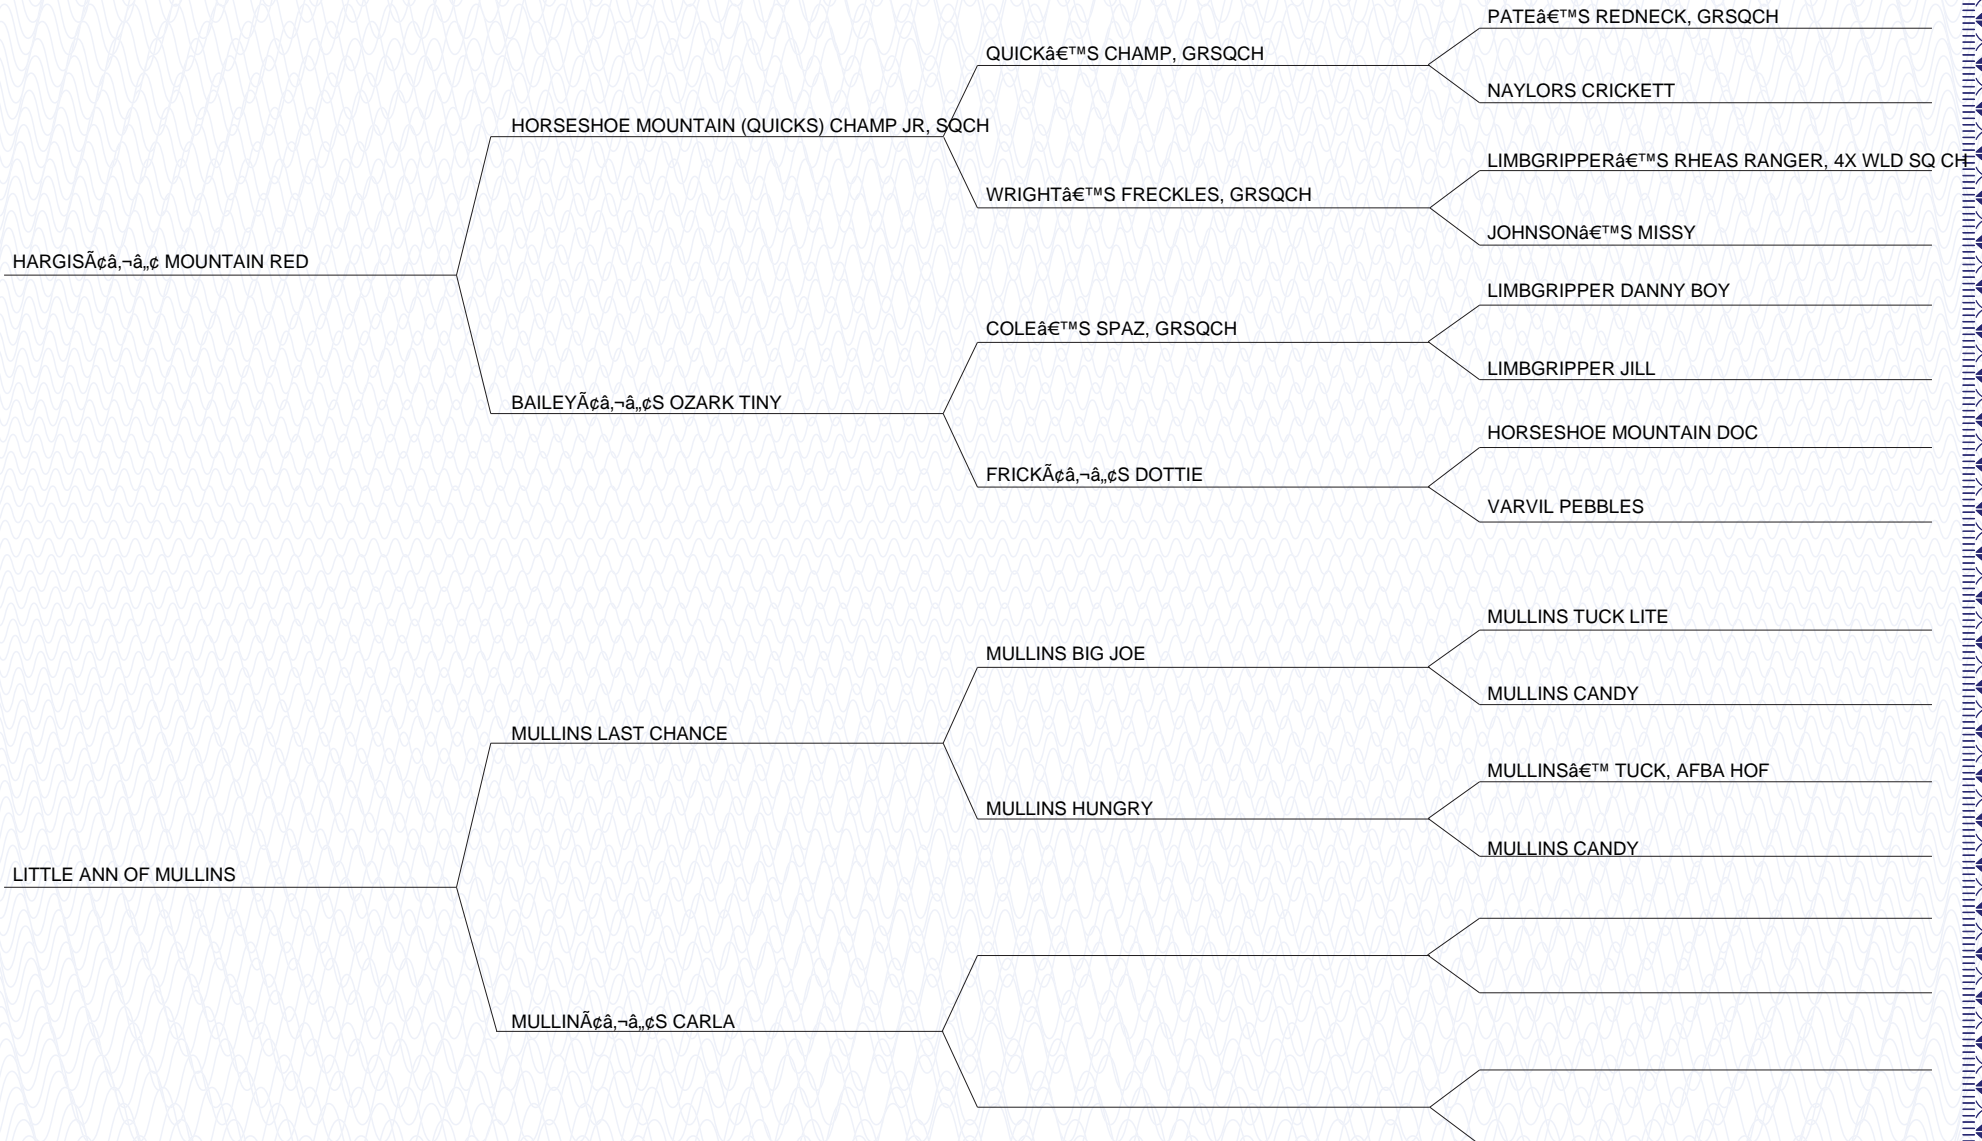 PATEâ€™S REDNECK, GRSQCH
QUICKâ€™S CHAMP, GRSQCH
NAYLORS CRICKETT
HORSESHOE MOUNTAIN (QUICKS) CHAMP JR, SQCH
LIMBGRIPPERâ€™S RHEAS RANGER, 4X WLD SQ CH
WRIGHTâ€™S FRECKLES, GRSQCH
JOHNSONâ€™S MISSY
HARGISÃ¢â‚¬â„¢ MOUNTAIN RED
LIMBGRIPPER DANNY BOY
COLEâ€™S SPAZ, GRSQCH
LIMBGRIPPER JILL
BAILEYÃ¢â‚¬â„¢S OZARK TINY
HORSESHOE MOUNTAIN DOC
FRICKÃ¢â‚¬â„¢S DOTTIE
VARVIL PEBBLES
MULLINS TUCK LITE
MULLINS BIG JOE
MULLINS CANDY
MULLINS LAST CHANCE
MULLINSâ€™ TUCK, AFBA HOF
MULLINS HUNGRY
MULLINS CANDY
LITTLE ANN OF MULLINS
MULLINÃ¢â‚¬â„¢S CARLA